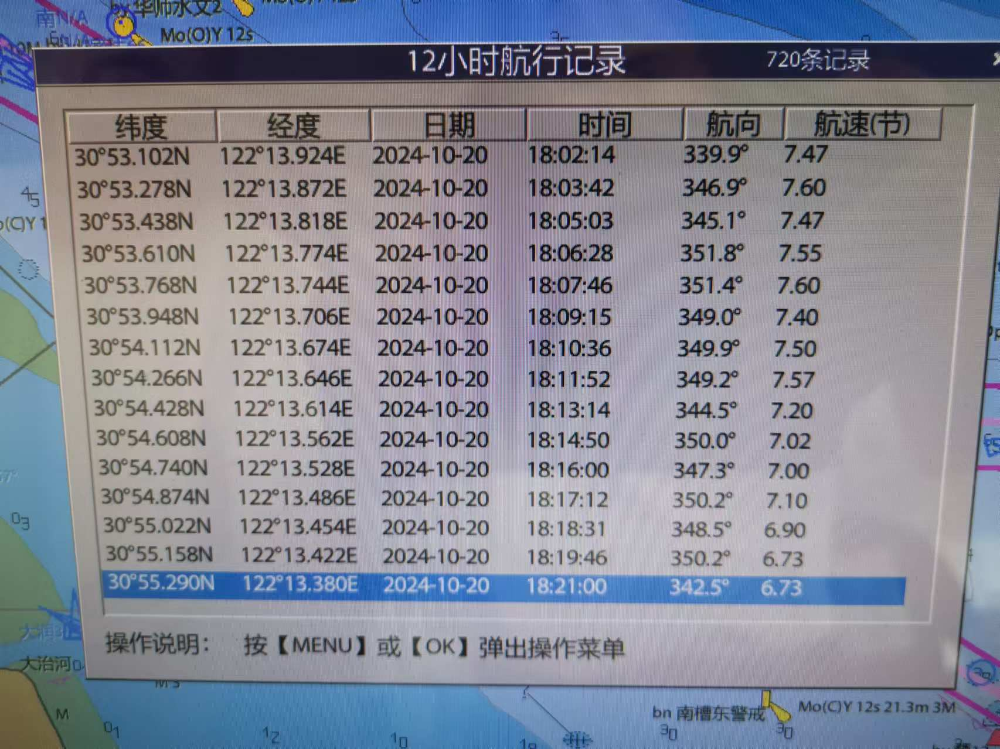 华师水文2
南N/A
Mo(O)Y 12s
12小时航行记录 720条记录
纬度 经度 日期 时间 航向 航速(节)
30°53.102N 122°13.924E 2024-10-20 18:02:14 339.9° 7.47
30°53.278N 122°13.872E 2024-10-20 18:03:42 346.9° 7.60
30°53.438N 122°13.818E 2024-10-20 18:05:03 345.1° 7.47
30°53.610N 122°13.774E 2024-10-20 18:06:28 351.8° 7.55
30°53.768N 122°13.744E 2024-10-20 18:07:46 351.4° 7.60
30°53.948N 122°13.706E 2024-10-20 18:09:15 349.0° 7.40
30°54.112N 122°13.674E 2024-10-20 18:10:36 349.9° 7.50
30°54.266N 122°13.646E 2024-10-20 18:11:52 349.2° 7.57
30°54.428N 122°13.614E 2024-10-20 18:13:14 344.5° 7.20
30°54.608N 122°13.562E 2024-10-20 18:14:50 350.0° 7.02
30°54.740N 122°13.528E 2024-10-20 18:16:00 347.3° 7.00
30°54.874N 122°13.486E 2024-10-20 18:17:12 350.2° 7.10
30°55.022N 122°13.454E 2024-10-20 18:18:31 348.5° 6.90
30°55.158N 122°13.422E 2024-10-20 18:19:46 350.2° 6.73
30°55.290N 122°13.380E 2024-10-20 18:21:00 342.5° 6.73
操作说明： 按【MENU】或【OK】弹出操作菜单
45
03
大治河
M
01
12
10
bn 南槽东警戒
Mo(C)Y 12s 21.3m 3M
30
30